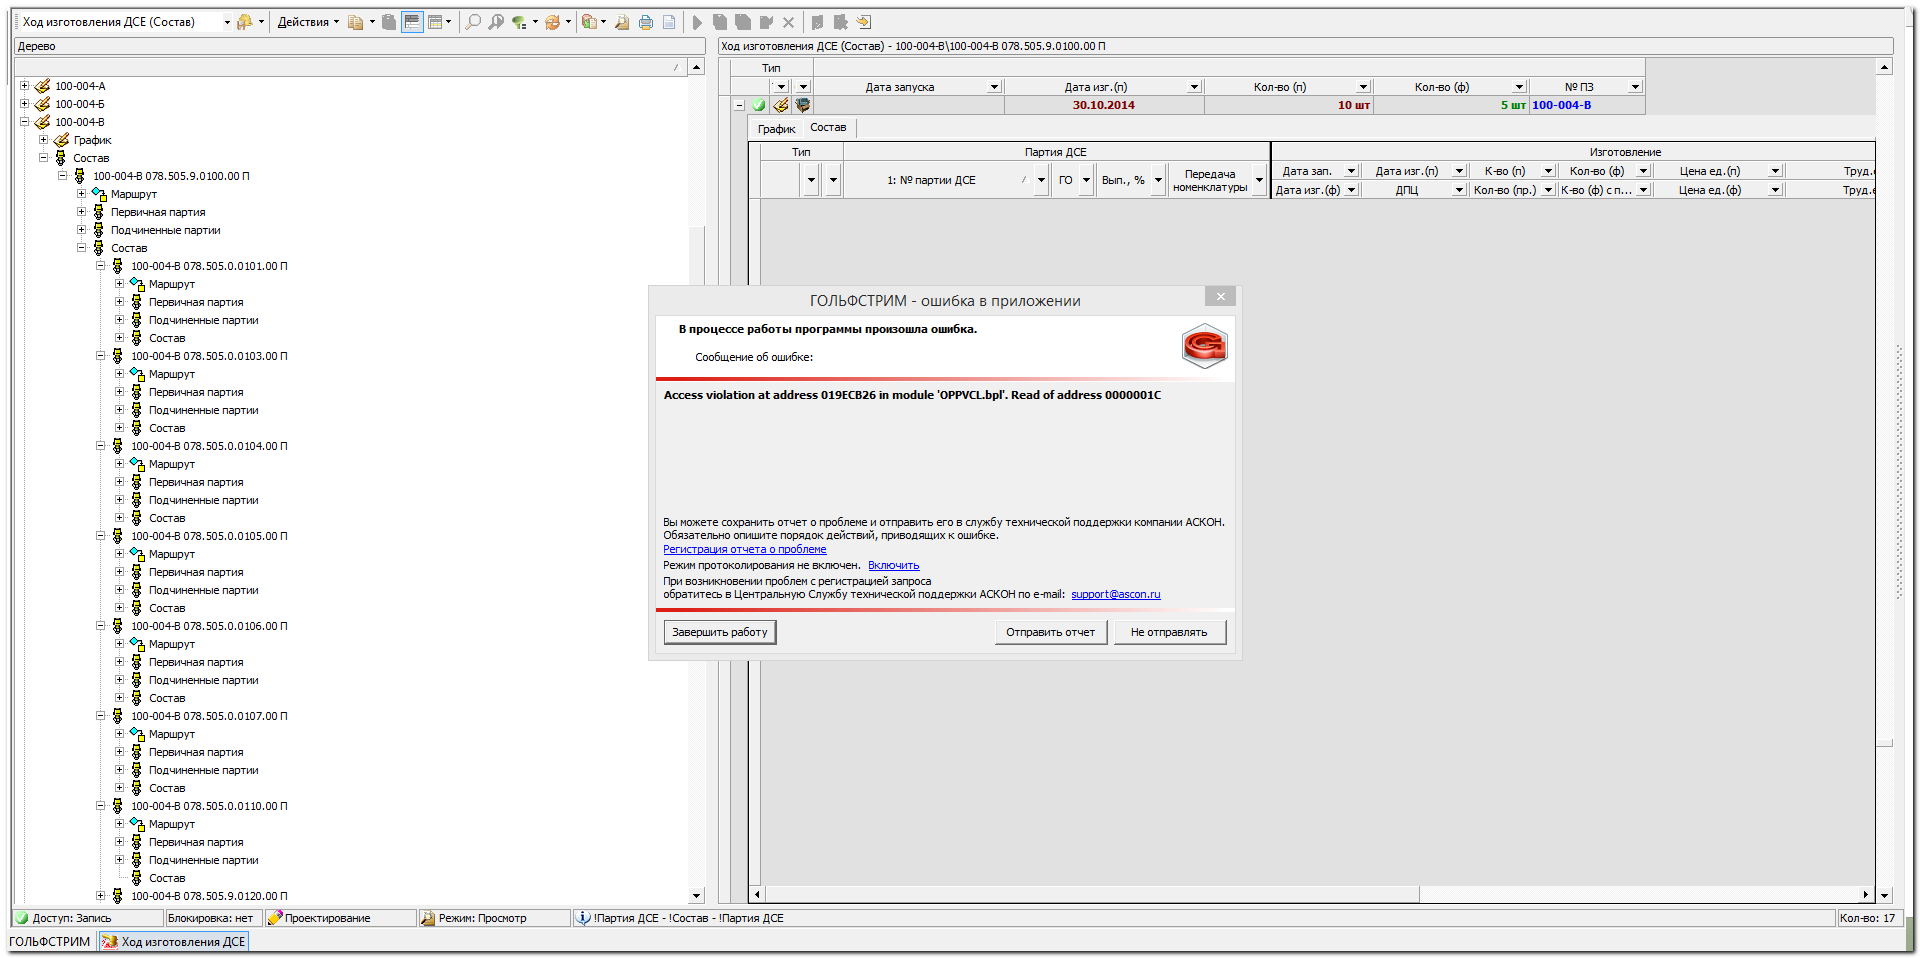 Ход изготовления ДСЕ (Состав)
Действия
Дерево
100-004-А
100-004-Б
100-004-В
График
Состав
100-004-В 078.505.9.0100.00 П
Маршрут
Первичная партия
Подчиненные партии
Состав
100-004-В 078.505.0.0101.00 П
Маршрут
Первичная партия
Подчиненные партии
Состав
100-004-В 078.505.0.0103.00 П
Маршрут
Первичная партия
Подчиненные партии
Состав
100-004-В 078.505.0.0104.00 П
Маршрут
Первичная партия
Подчиненные партии
Состав
100-004-В 078.505.0.0105.00 П
Маршрут
Первичная партия
Подчиненные партии
Состав
100-004-В 078.505.0.0106.00 П
Маршрут
Первичная партия
Подчиненные партии
Состав
100-004-В 078.505.0.0107.00 П
Маршрут
Первичная партия
Подчиненные партии
Состав
100-004-В 078.505.0.0110.00 П
Маршрут
Первичная партия
Подчиненные партии
Состав
100-004-В 078.505.9.0120.00 П
Ход изготовления ДСЕ (Состав) - 100-004-В\100-004-В 078.505.9.0100.00 П
Тип
Дата запуска Дата изг.(п) Кол-во (п) Кол-во (ф) № ПЗ
30.10.2014 10 шт 5 шт 100-004-В
График Состав
Тип Партия ДСЕ Изготовление
1: № партии ДСЕ ГО Вып., % Передача номенклатуры
Дата зап. Дата изг.(п) К-во (п) Кол-во (ф) Цена ед.(п) Труд.е
Дата изг.(ф) ДПЦ Кол-во (пр.) К-во (ф) с п... Цена ед.(ф) Труд.е
ГОЛЬФСТРИМ - ошибка в приложении
В процессе работы программы произошла ошибка.
Сообщение об ошибке:
Access violation at address 019ECB26 in module 'OPPVCL.bpl'. Read of address 0000001C
Вы можете сохранить отчет о проблеме и отправить его в службу технической поддержки компании АСКОН.
Обязательно опишите порядок действий, приводящих к ошибке.
Регистрация отчета о проблеме
Режим протоколирования не включен. Включить
При возникновении проблем с регистрацией запроса
обратитесь в Центральную Службу технической поддержки АСКОН по e-mail: support@ascon.ru
Завершить работу Отправить отчет Не отправлять
Доступ: Запись Блокировка: нет Проектирование Режим: Просмотр !Партия ДСЕ - !Состав - !Партия ДСЕ Кол-во: 17
ГОЛЬФСТРИМ Ход изготовления ДСЕ